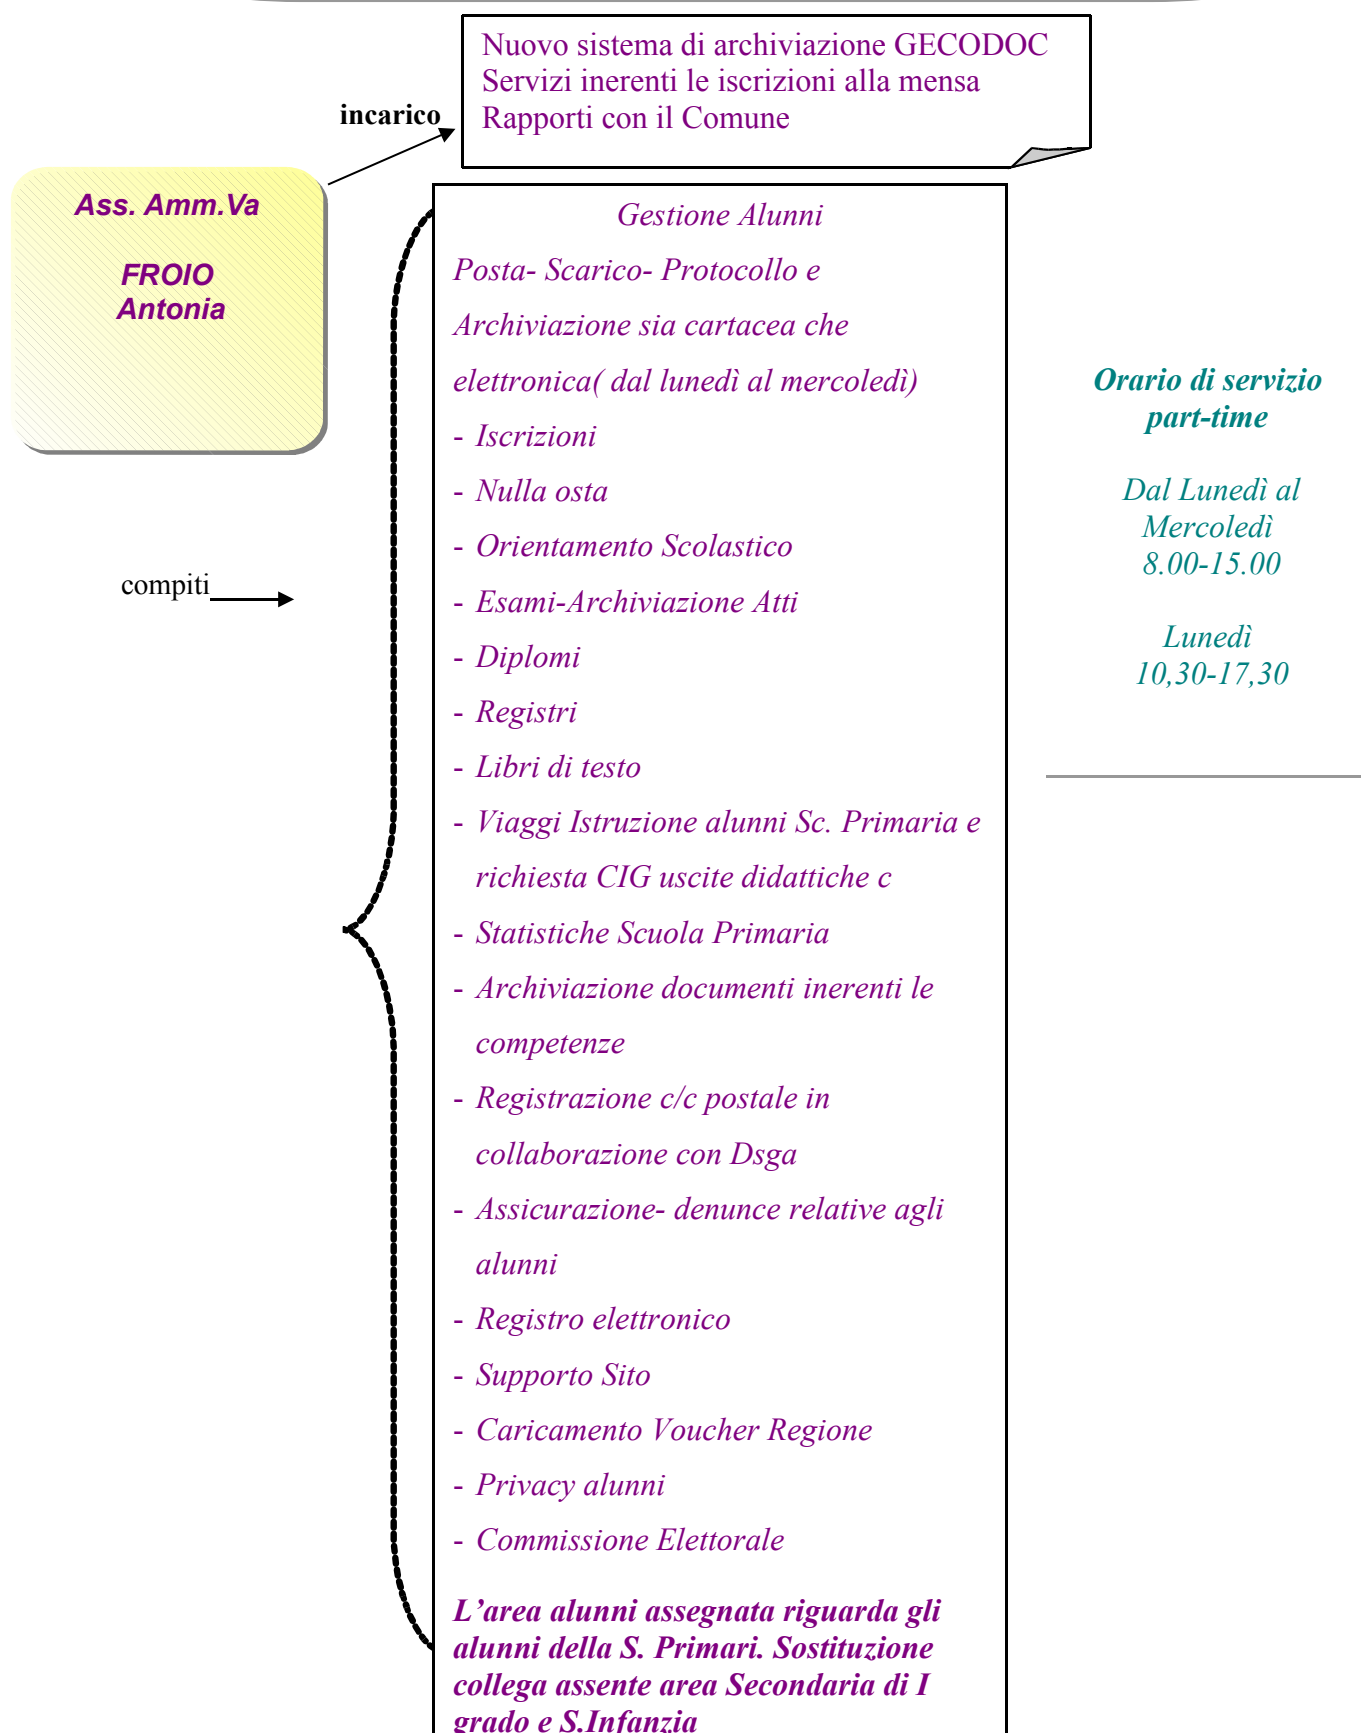 Nuovo sistema di archiviazione GECODOC
Servizi inerenti le iscrizioni alla mensa
Rapporti con il Comune
incarico
Ass. Amm.Va
FROIO
Antonia
Gestione Alunni
Posta- Scarico- Protocollo e
Archiviazione sia cartacea che
elettronica( dal lunedì al mercoledì)
- Iscrizioni
- Nulla osta
- Orientamento Scolastico
- Esami-Archiviazione Atti
- Diplomi
- Registri
- Libri di testo
- Viaggi Istruzione alunni Sc. Primaria e
richiesta CIG uscite didattiche c
- Statistiche Scuola Primaria
- Archiviazione documenti inerenti le
competenze
- Registrazione c/c postale in
collaborazione con Dsga
- Assicurazione- denunce relative agli
alunni
- Registro elettronico
- Supporto Sito
- Caricamento Voucher Regione
- Privacy alunni
- Commissione Elettorale
L’area alunni assegnata riguarda gli
alunni della S. Primari. Sostituzione
collega assente area Secondaria di I
grado e S.Infanzia
compiti
Orario di servizio
part-time
Dal Lunedì al
Mercoledì
8.00-15.00
Lunedì
10,30-17,30